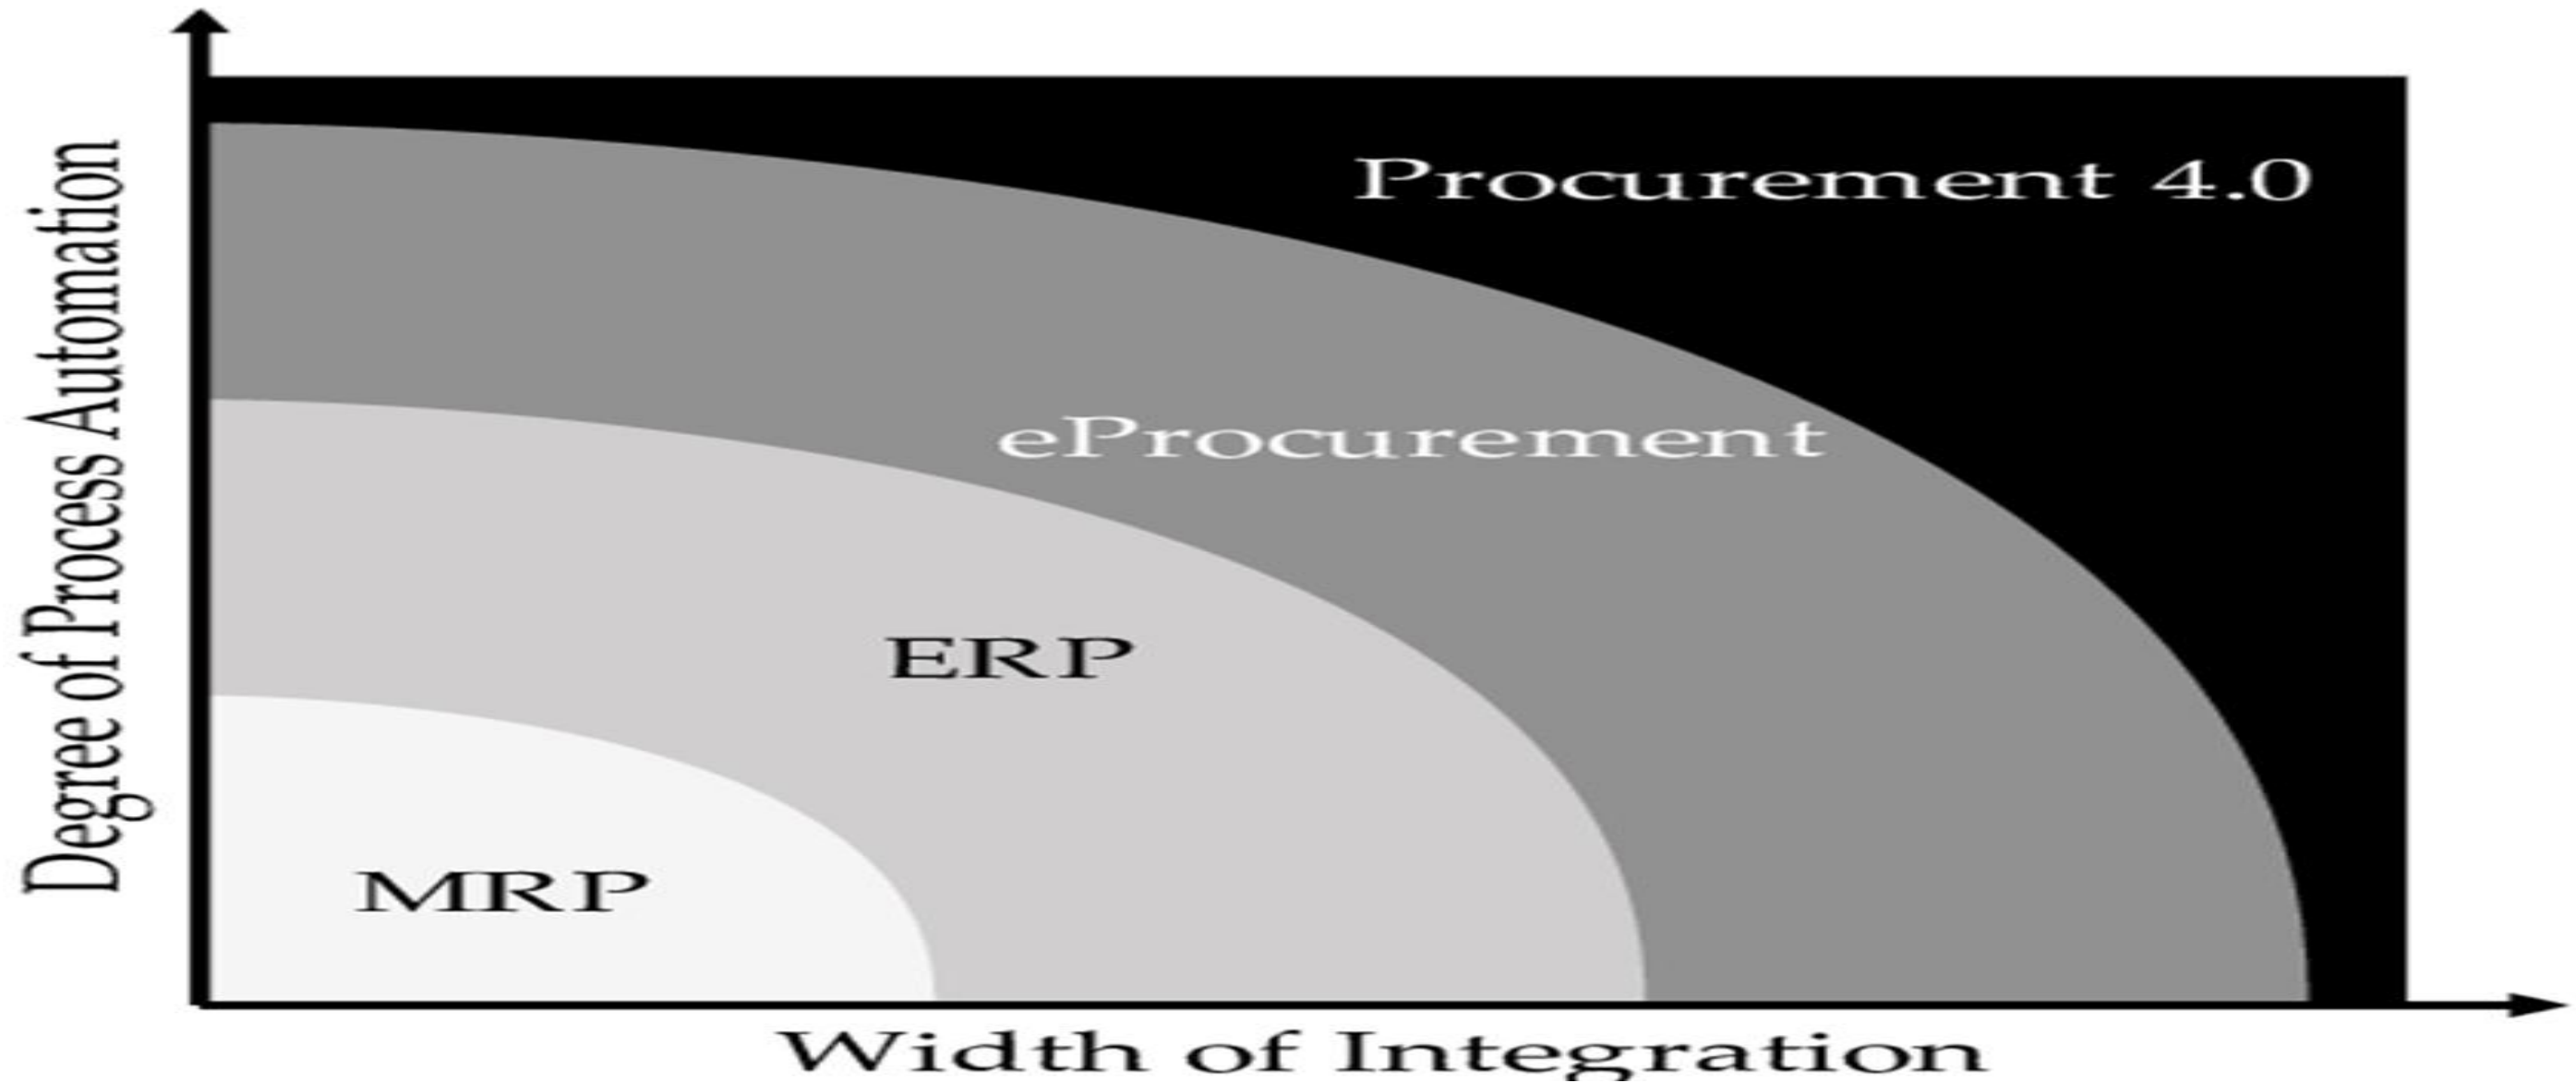 Degree of Process Automation
Procurement 4.0
eProcurement
ERP
MRP
Width of Integration